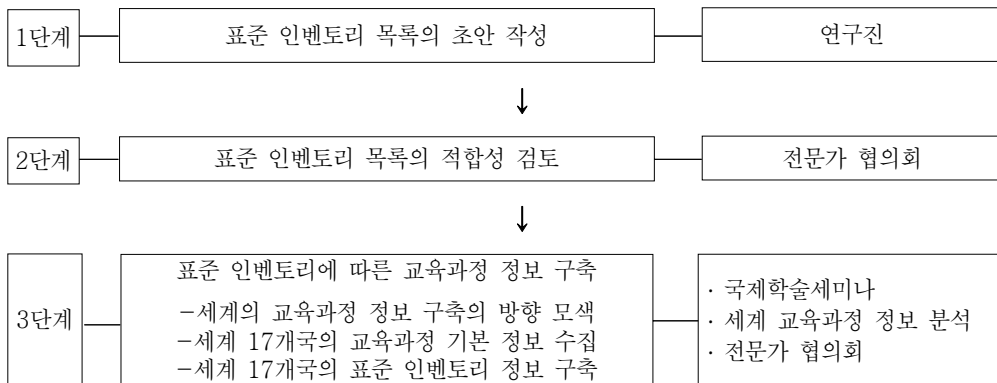 1단계
표준 인벤토리 목록의 초안 작성
연구진
↓
2단계
표준 인벤토리 목록의 적합성 검토
전문가 협의회
↓
3단계
표준 인벤토리에 따른 교육과정 정보 구축
-세계의 교육과정 정보 구축의 방향 모색
-세계 17개국의 교육과정 기본 정보 수집
-세계 17개국의 표준 인벤토리 정보 구축
· 국제학술세미나
· 세계 교육과정 정보 분석
· 전문가 협의회